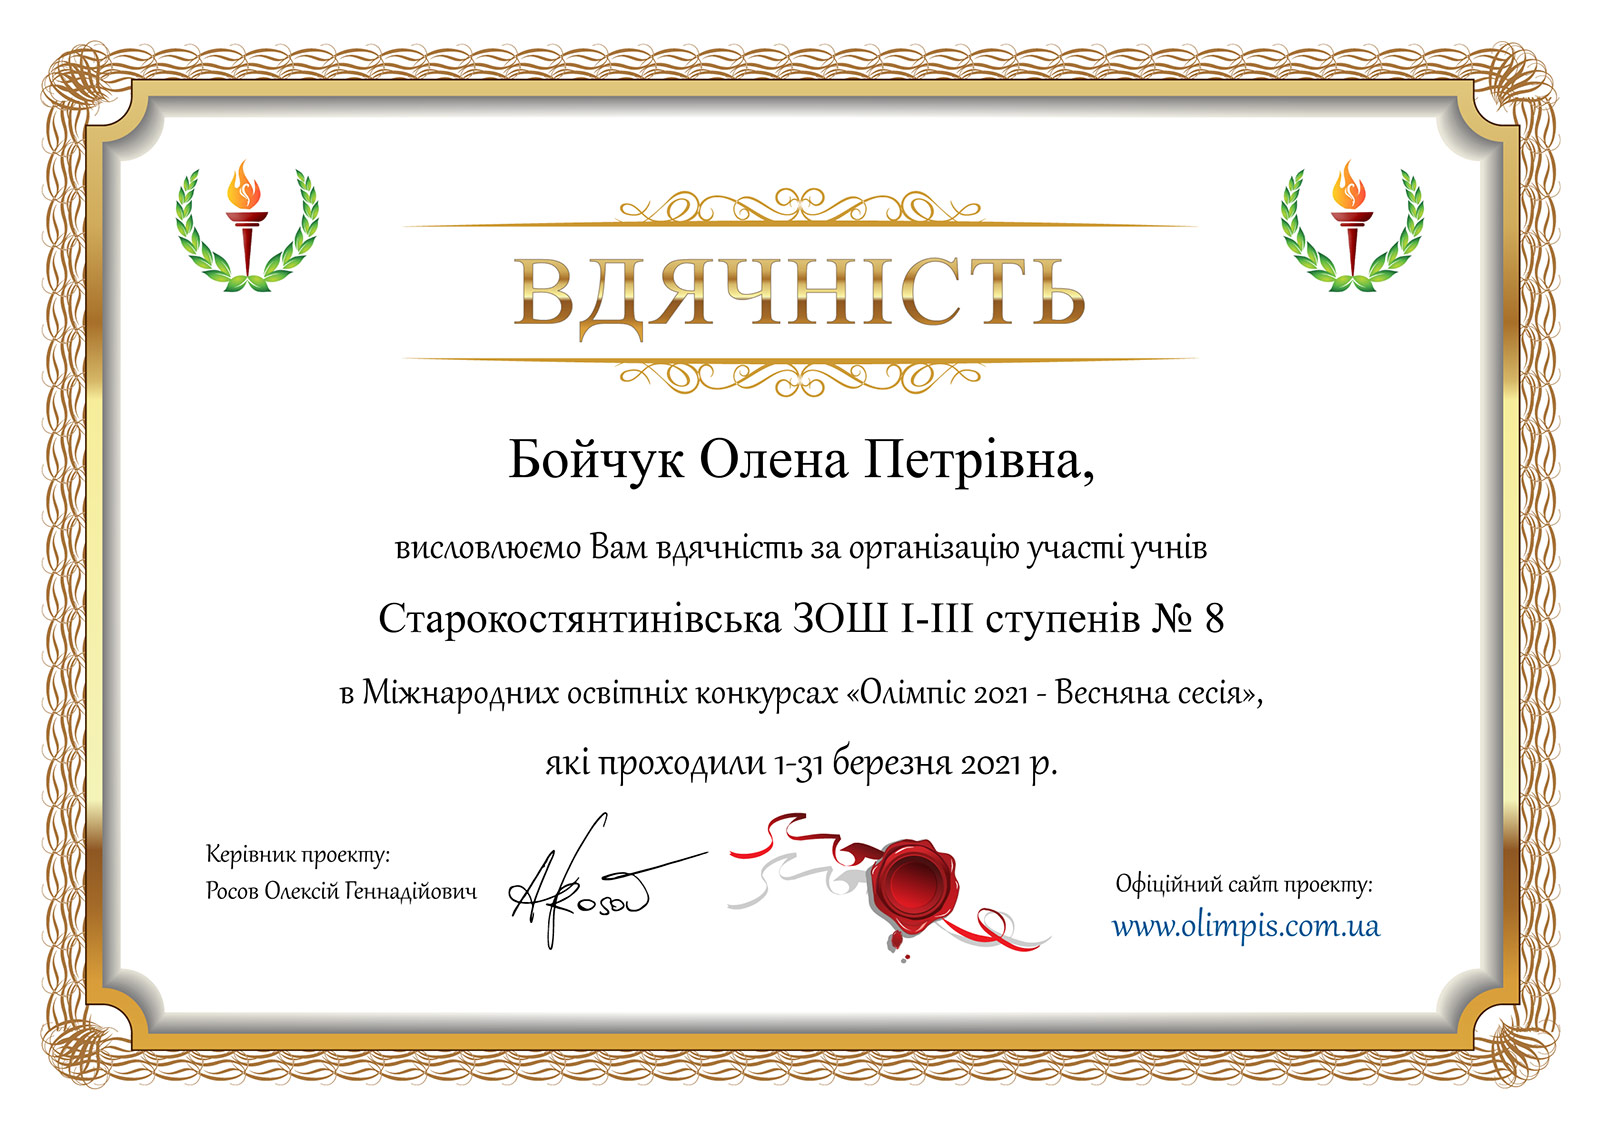 ВДЯЧНІСТЬ
Бойчук Олена Петрівна,
висловлюємо Вам вдячність за організацію участі учнів
Старокостянтинівська ЗОШ І-ІІІ ступенів № 8
в Міжнародних освітніх конкурсах «Олімпіс 2021 - Весняна сесія»,
які проходили 1-31 березня 2021 р.
Керівник проекту:
Росов Олексій Геннадійович
ARosov
Офіційний сайт проекту:
www.olimpis.com.ua